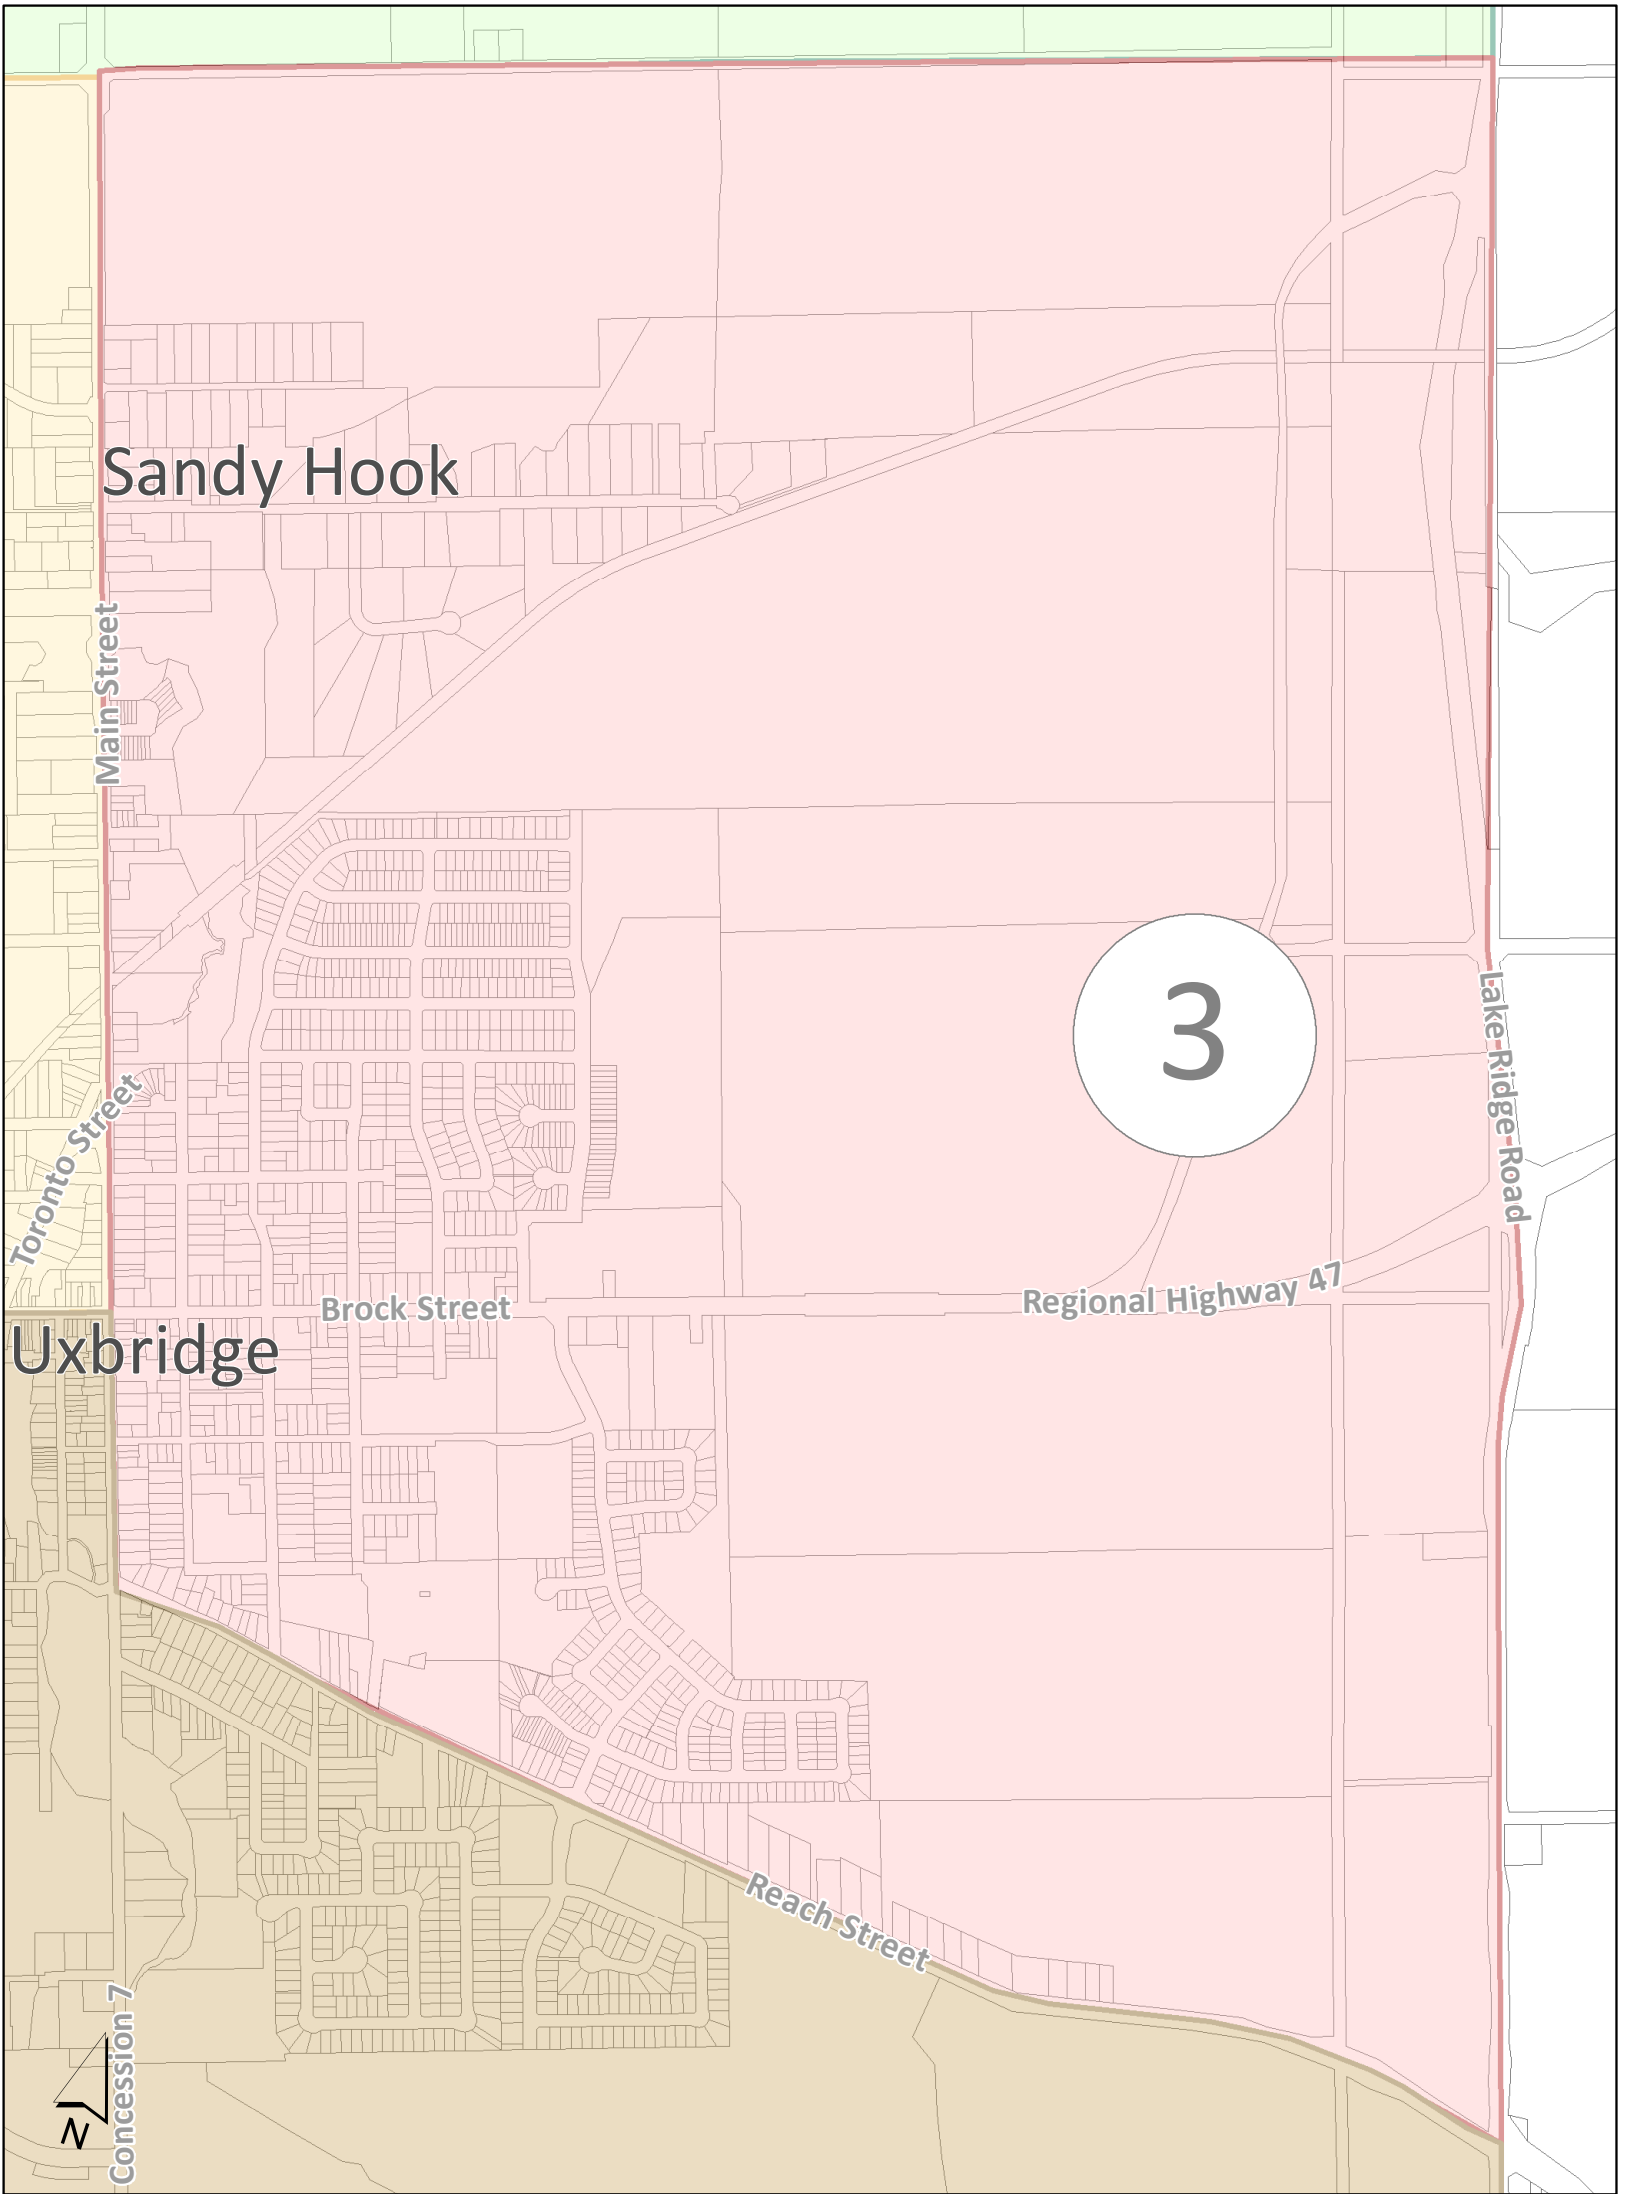 Sandy Hook
Main Street
3
Lake Ridge Road
Toronto Street
Brock Street
Regional Highway 47
Uxbridge
Reach Street
Concession 7
N